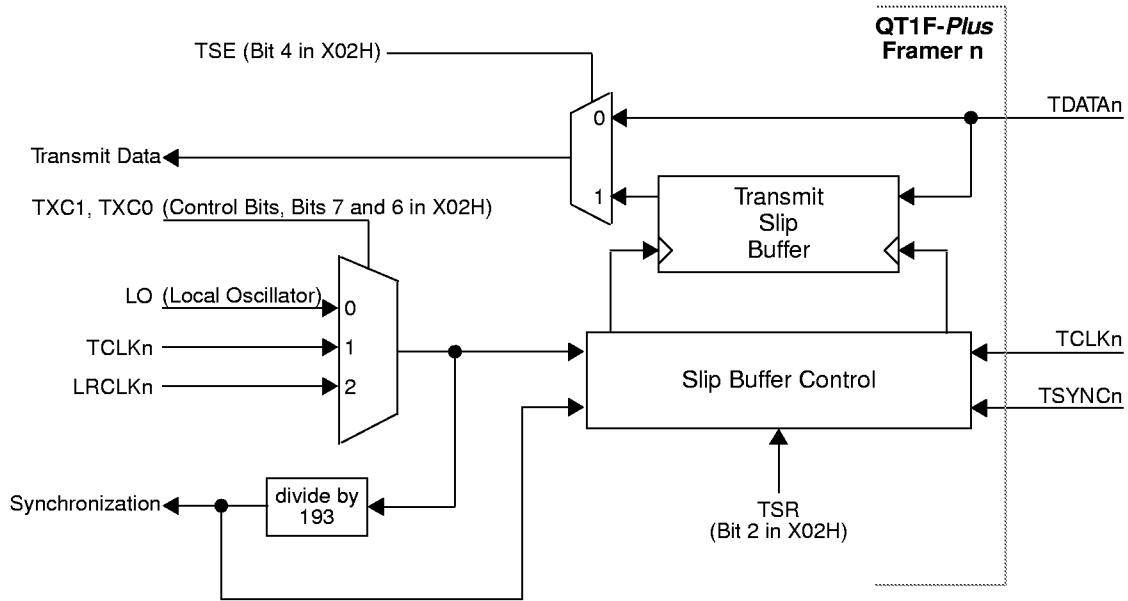 QT1F-Plus
Framer n
TSE (Bit 4 in X02H)
TDATAn
0
Transmit Data
1
Transmit
Slip
Buffer
TXC1, TXC0 (Control Bits, Bits 7 and 6 in X02H)
LO (Local Oscillator)
0
TCLKn
1
TCLKn
LRCLKn
2
Slip Buffer Control
TSYNCn
Synchronization
divide by
193
TSR
(Bit 2 in X02H)